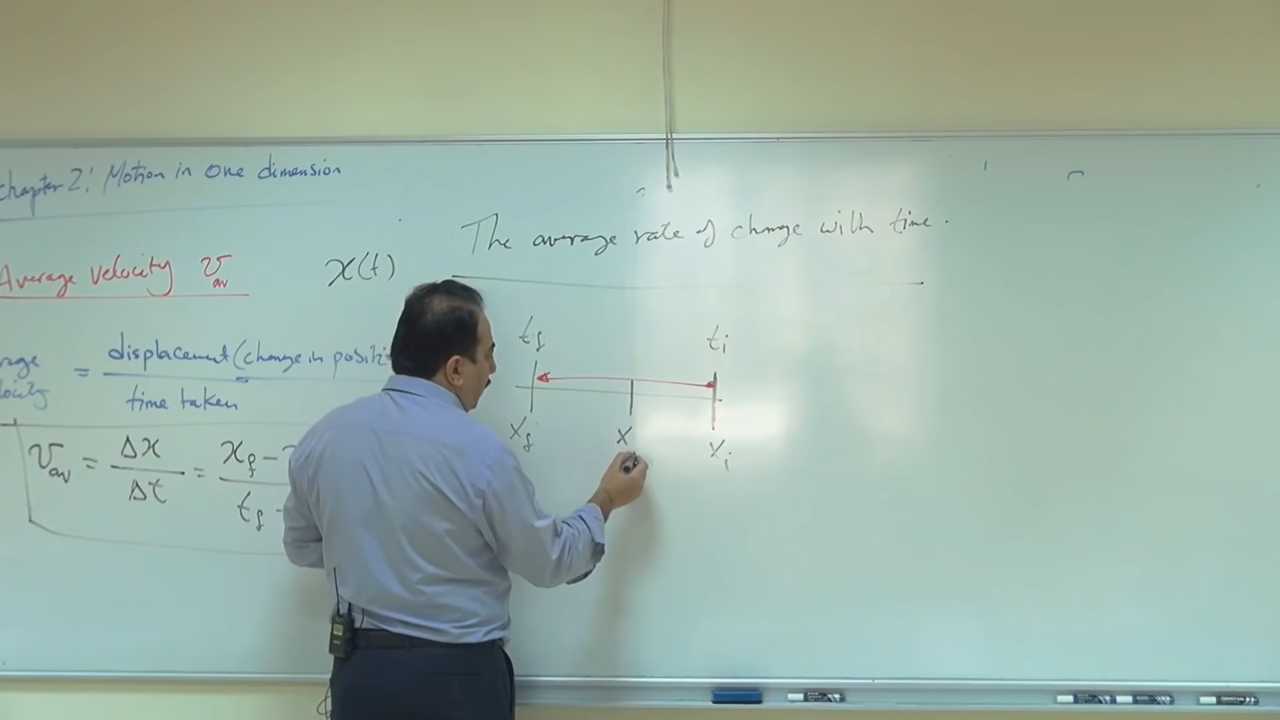 Chapter 2: Motion in One dimension
The average rate of change with time.
Average velocity v_av
x(t)
t_f t_i
= displacement (change in
time taken
x_f x x_i
v_av = Δx / Δt = x_f - / t_f -